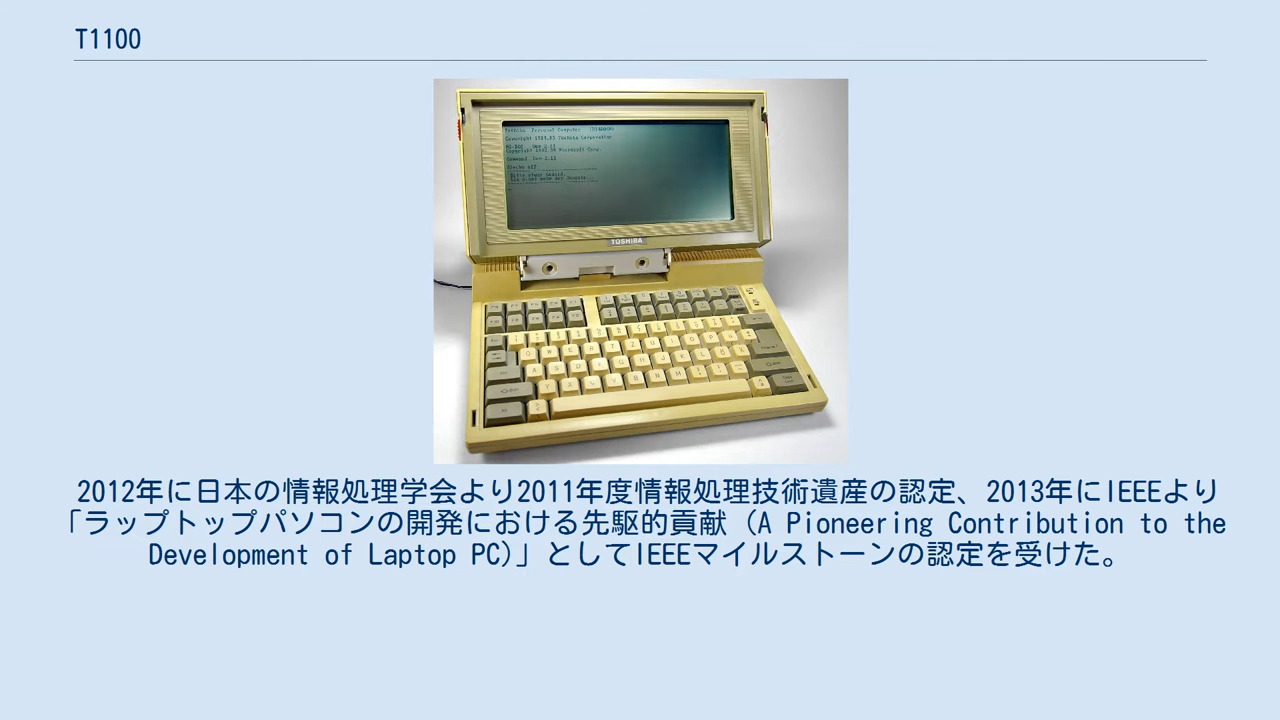 T1100
Toshiba Personal Computer
Command
TOSHIBA
2012年に日本の情報処理学会より2011年度情報処理技術遺産の認定、2013年にIEEEより
「ラップトップパソコンの開発における先駆的貢献（A Pioneering Contribution to the
Development of Laptop PC)」としてIEEEマイルストーンの認定を受けた。